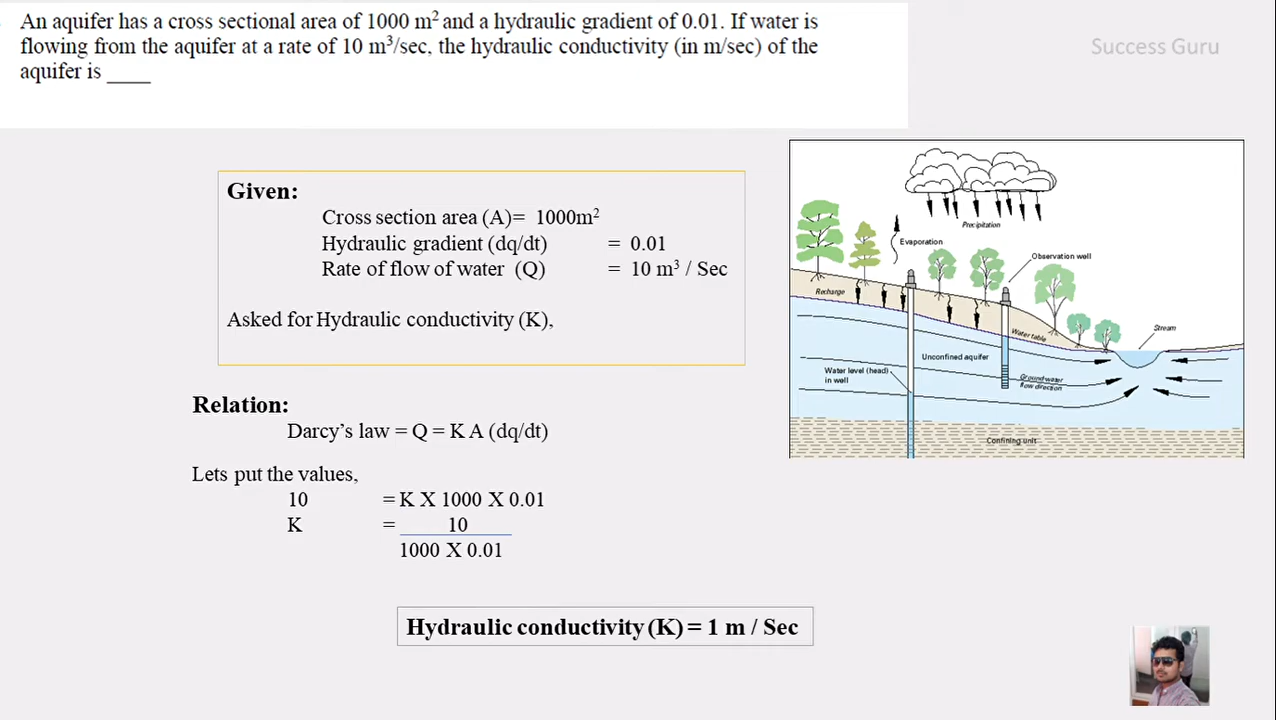 An aquifer has a cross sectional area of 1000 m² and a hydraulic gradient of 0.01. If water is
flowing from the aquifer at a rate of 10 m³/sec, the hydraulic conductivity (in m/sec) of the
aquifer is ____
Success Guru
Given:
Cross section area (A)= 1000m²
Hydraulic gradient (dq/dt) = 0.01
Rate of flow of water (Q) = 10 m³ / Sec
Asked for Hydraulic conductivity (K),
Relation:
Darcy's law = Q = K A (dq/dt)
Lets put the values,
10 = K X 1000 X 0.01
K = 10
1000 X 0.01
Hydraulic conductivity (K) = 1 m / Sec
Precipitation
Evaporation
Observation well
Recharge
Water table
Stream
Unconfined aquifer
Water level (head)
in well
Ground water
flow direction
Confining unit